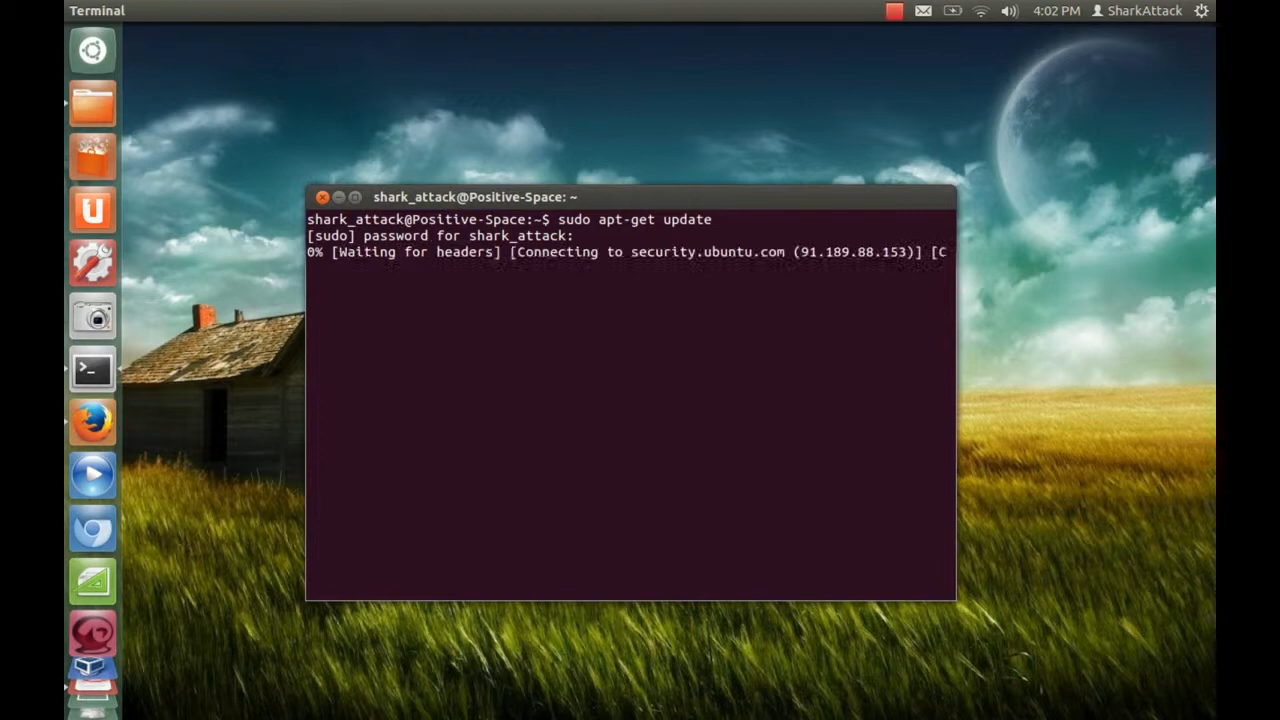 Terminal
4:02 PM SharkAttack
shark_attack@Positive-Space: ~
shark_attack@Positive-Space:~$ sudo apt-get update
[sudo] password for shark_attack:
0% [Waiting for headers] [Connecting to security.ubuntu.com (91.189.88.153)] [C